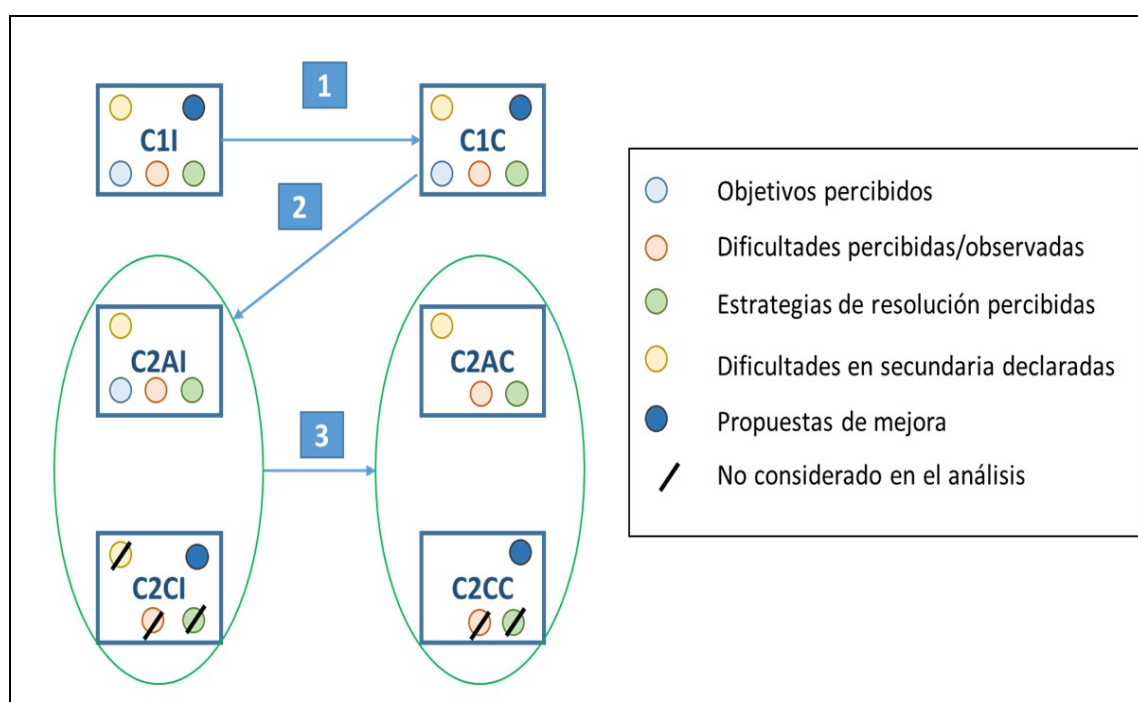 1
C1I
C1C
2
C2AI
C2AC
3
C2CI
C2CC
Objetivos percibidos
Dificultades percibidas/observadas
Estrategias de resolución percibidas
Dificultades en secundaria declaradas
Propuestas de mejora
No considerado en el análisis